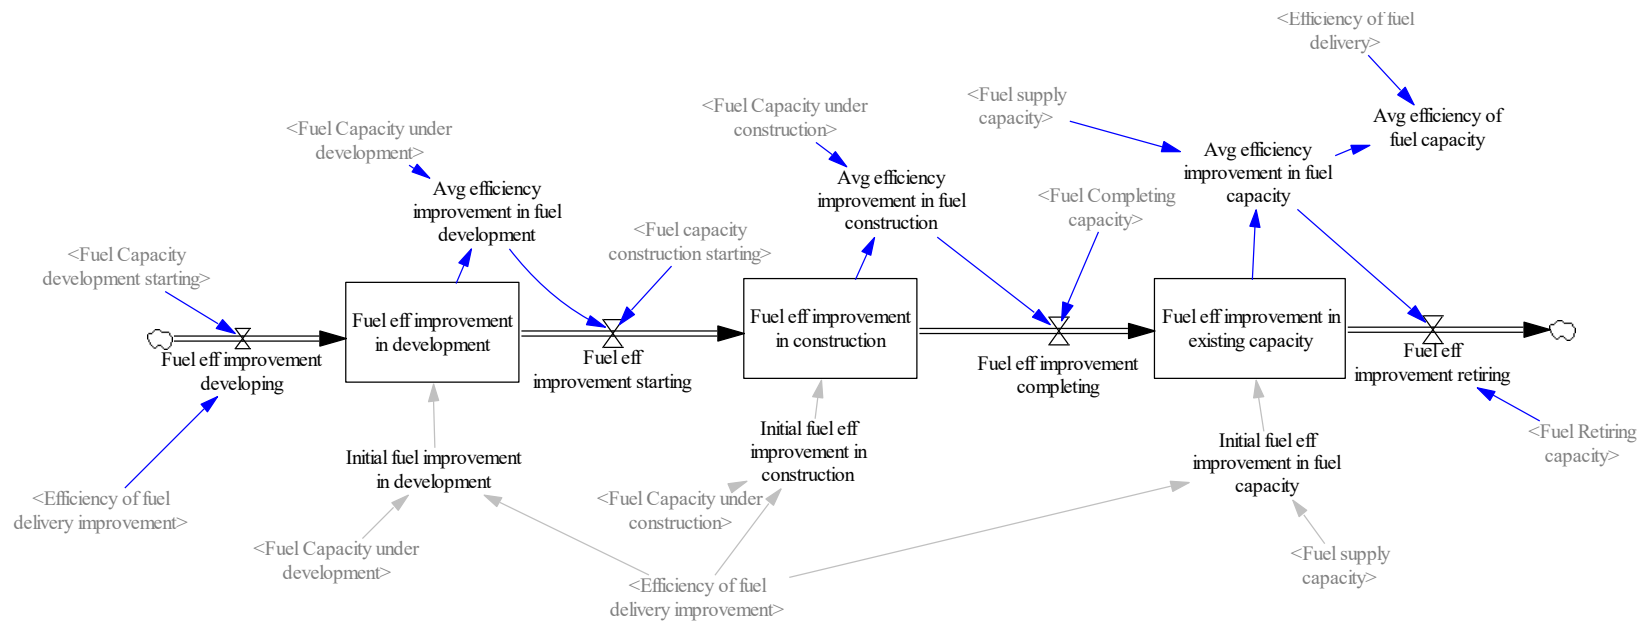 <Efficiency of fuel
delivery>
<Fuel supply
capacity>
<Fuel Capacity under
construction>
Avg efficiency of
fuel capacity
<Fuel Capacity under
development>
Avg efficiency
improvement in fuel
capacity
Avg efficiency
improvement in fuel
construction
Avg efficiency
improvement in fuel
development
<Fuel Completing
capacity>
<Fuel capacity
construction starting>
<Fuel Capacity
development starting>
Fuel eff improvement
developing
Fuel eff improvement
in development
Fuel eff
improvement starting
Fuel eff improvement
in construction
Fuel eff improvement
completing
Fuel eff improvement in
existing capacity
Fuel eff
improvement retiring
<Fuel Retiring
capacity>
Initial fuel improvement
in development
Initial fuel eff
improvement in
construction
Initial fuel eff
improvement in fuel
capacity
<Efficiency of fuel
delivery improvement>
<Fuel Capacity under
construction>
<Fuel Capacity under
development>
<Efficiency of fuel
delivery improvement>
<Fuel supply
capacity>